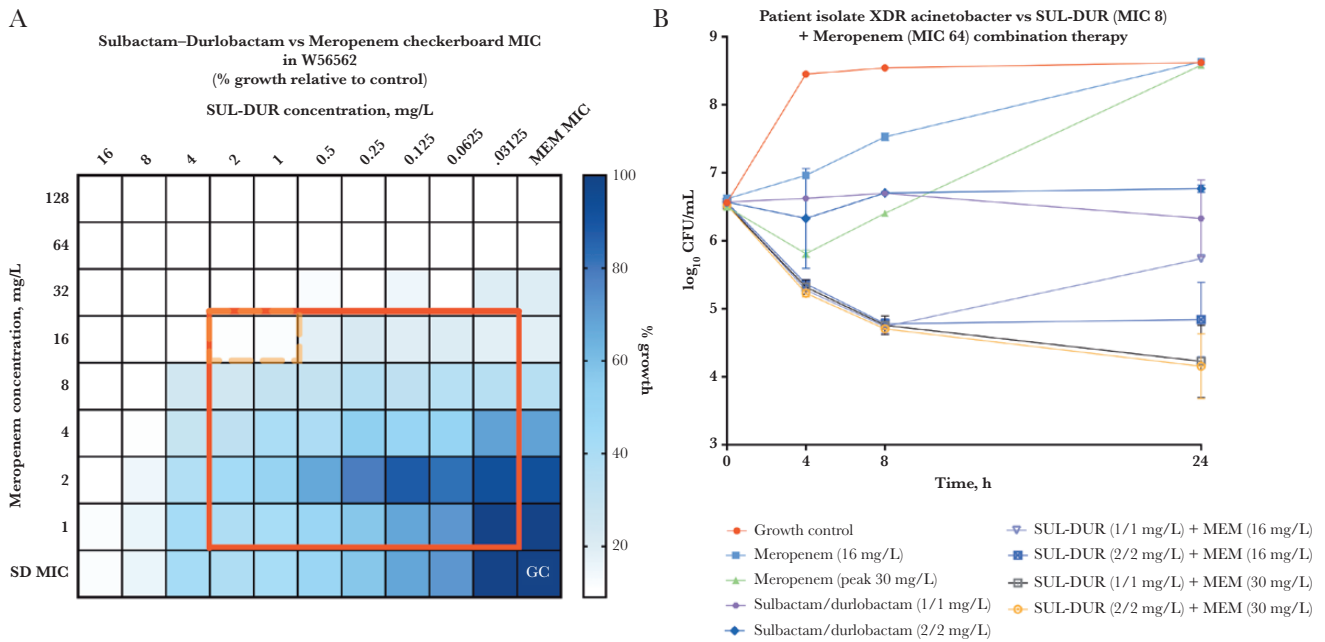 A
Sulbactam–Durlobactam vs Meropenem checkerboard MIC
in W56562
(% growth relative to control)
SUL-DUR concentration, mg/L
16
8
4
2
1
0.5
0.25
0.125
0.0625
.03125
MEM MIC
Meropenem concentration, mg/L
128
64
32
16
8
4
2
1
SD MIC
GC
100
80
60
40
20
% growth
B
Patient isolate XDR acinetobacter vs SUL-DUR (MIC 8)
+ Meropenem (MIC 64) combination therapy
log10 CFU/mL
9
8
7
6
5
4
3
0
4
8
24
Time, h
Growth control
Meropenem (16 mg/L)
Meropenem (peak 30 mg/L)
Sulbactam/durlobactam (1/1 mg/L)
Sulbactam/durlobactam (2/2 mg/L)
SUL-DUR (1/1 mg/L) + MEM (16 mg/L)
SUL-DUR (2/2 mg/L) + MEM (16 mg/L)
SUL-DUR (1/1 mg/L) + MEM (30 mg/L)
SUL-DUR (2/2 mg/L) + MEM (30 mg/L)